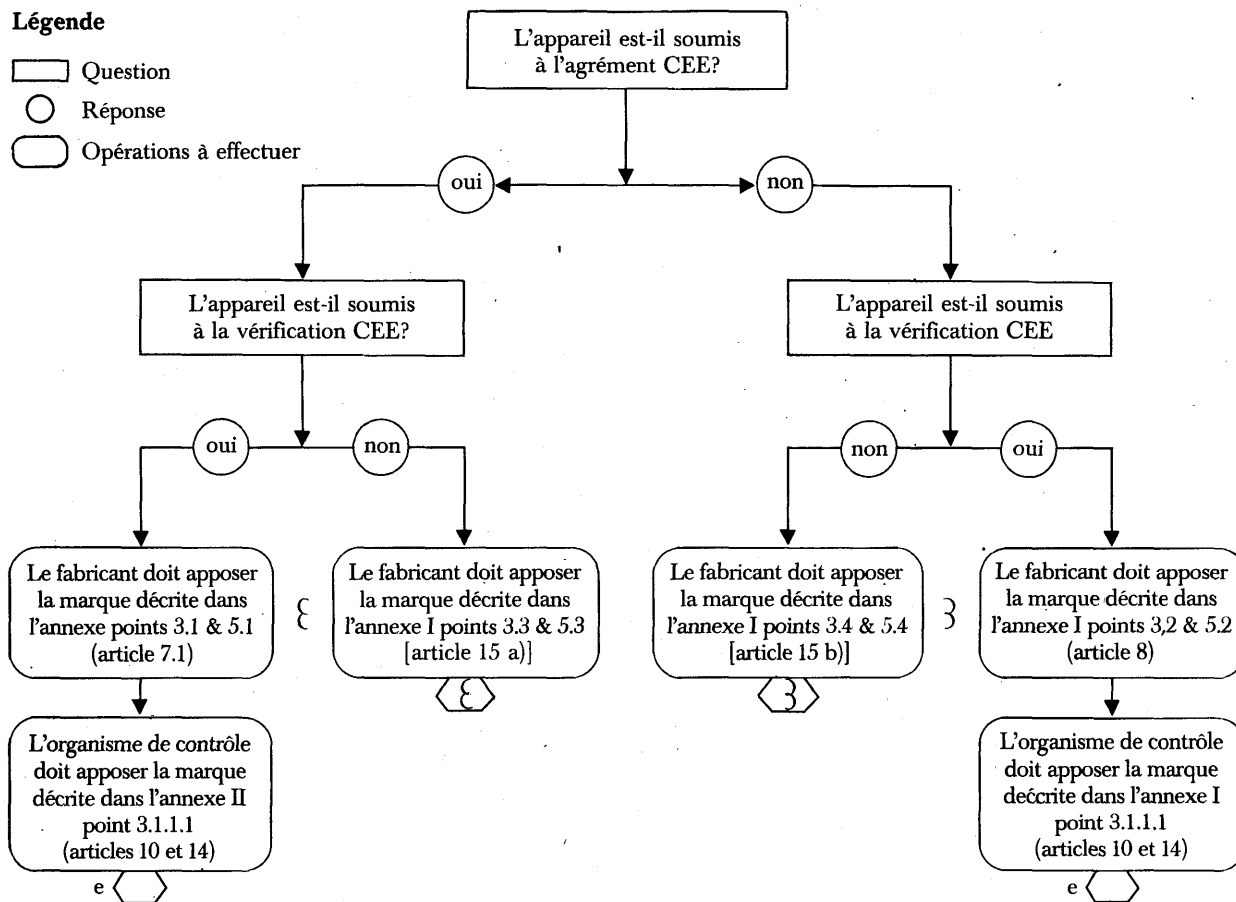 Légende
Question
Réponse
Opérations à effectuer
L'appareil est-il soumis
à l'agrément CEE?
oui
non
L'appareil est-il soumis
à la vérification CEE?
L'appareil est-il soumis
à la vérification CEE
oui
non
non
oui
Le fabricant doit apposer
la marque décrite dans
l'annexe points 3.1 & 5.1
(article 7.1)
Le fabricant doit apposer
la marque décrite dans
l'annexe I points 3.3 & 5.3
[article 15 a)]
Le fabricant doit apposer
la marque décrite dans
l'annexe I points 3.4 & 5.4
[article 15 b)]
Le fabricant doit apposer
la marque décrite dans
l'annexe I points 3,2 & 5.2
(article 8)
L'organisme de contrôle
doit apposer la marque
décrite dans l'annexe II
point 3.1.1.1
(articles 10 et 14)
e
L'organisme de contrôle
doit apposer la marque
deécrite dans l'annexe I
point 3.1.1.1
(articles 10 et 14)
e